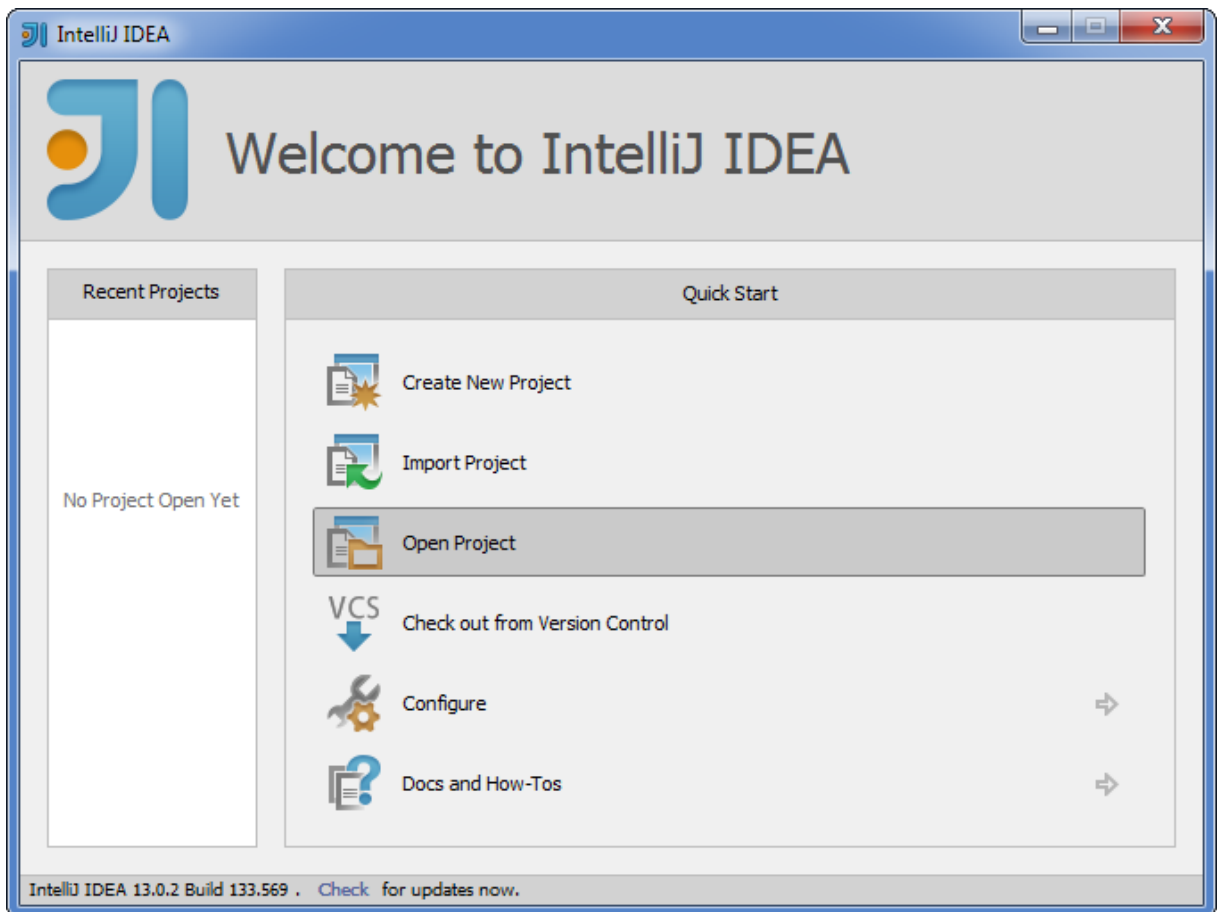 IntelliJ IDEA
Welcome to IntelliJ IDEA
Recent Projects
No Project Open Yet
Quick Start
Create New Project
Import Project
Open Project
VCS
Check out from Version Control
Configure
Docs and How-Tos
IntelliJ IDEA 13.0.2 Build 133.569 . Check for updates now.